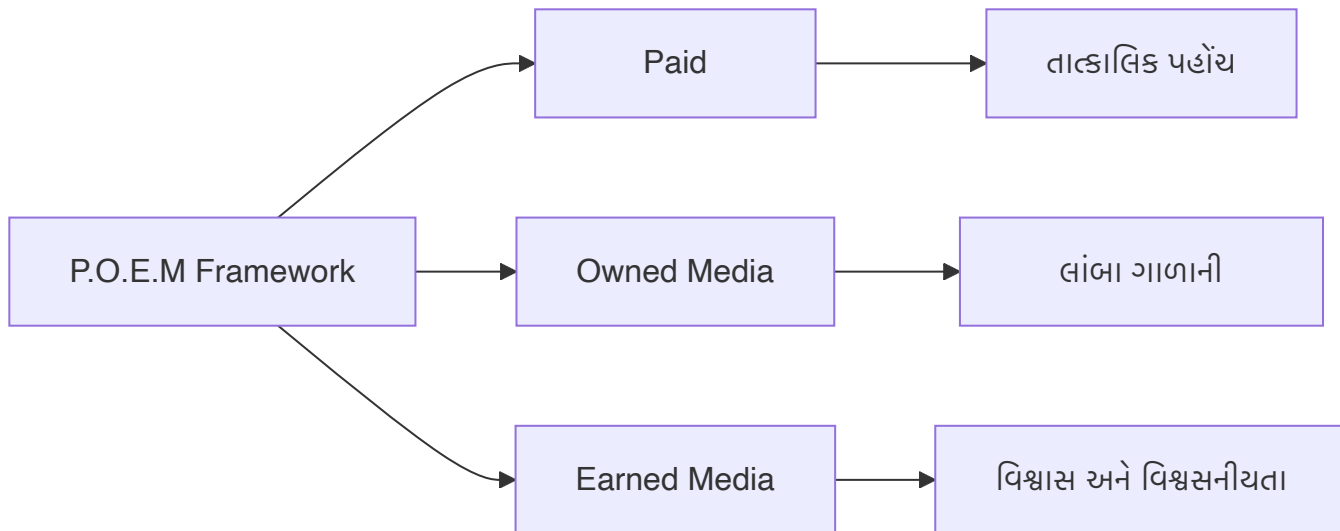 Paid
તાત્કાલિક પહોંચ
P.O.E.M Framework
Owned Media
લાંબા ગાળાની
Earned Media
વિશ્વાસ અને વિશ્વસનીયતા